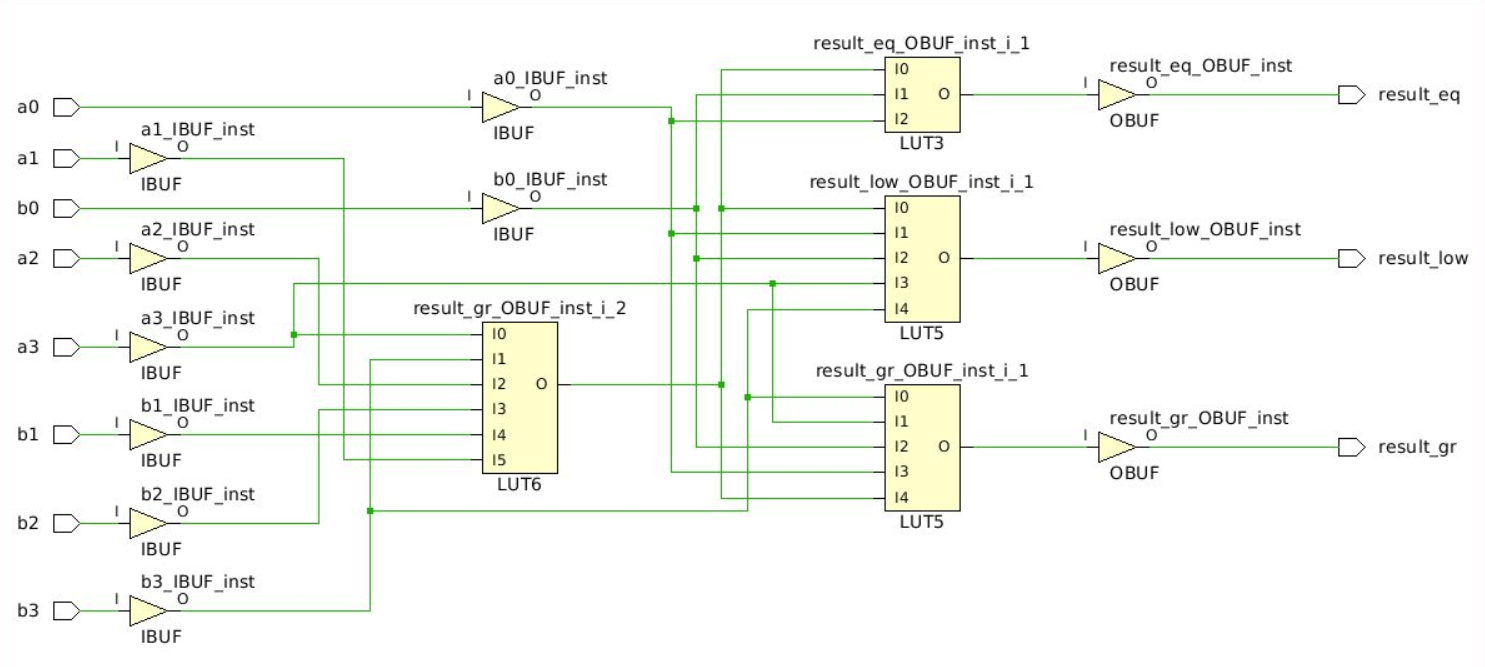 result_eq_OBUF_inst_i_1
I0
I1
I2
O
LUT3
result_eq_OBUF_inst
I
O
OBUF
result_eq
a0
a0_IBUF_inst
I
O
IBUF
a1
a1_IBUF_inst
I
O
IBUF
b0
b0_IBUF_inst
I
O
IBUF
result_low_OBUF_inst_i_1
I0
I1
I2
I3
I4
O
LUT5
result_low_OBUF_inst
I
O
OBUF
result_low
a2
a2_IBUF_inst
I
O
IBUF
a3
a3_IBUF_inst
I
O
IBUF
result_gr_OBUF_inst_i_2
I0
I1
I2
I3
I4
I5
O
LUT6
result_gr_OBUF_inst_i_1
I0
I1
I2
I3
I4
O
LUT5
result_gr_OBUF_inst
I
O
OBUF
result_gr
b1
b1_IBUF_inst
I
O
IBUF
b2
b2_IBUF_inst
I
O
IBUF
b3
b3_IBUF_inst
I
O
IBUF